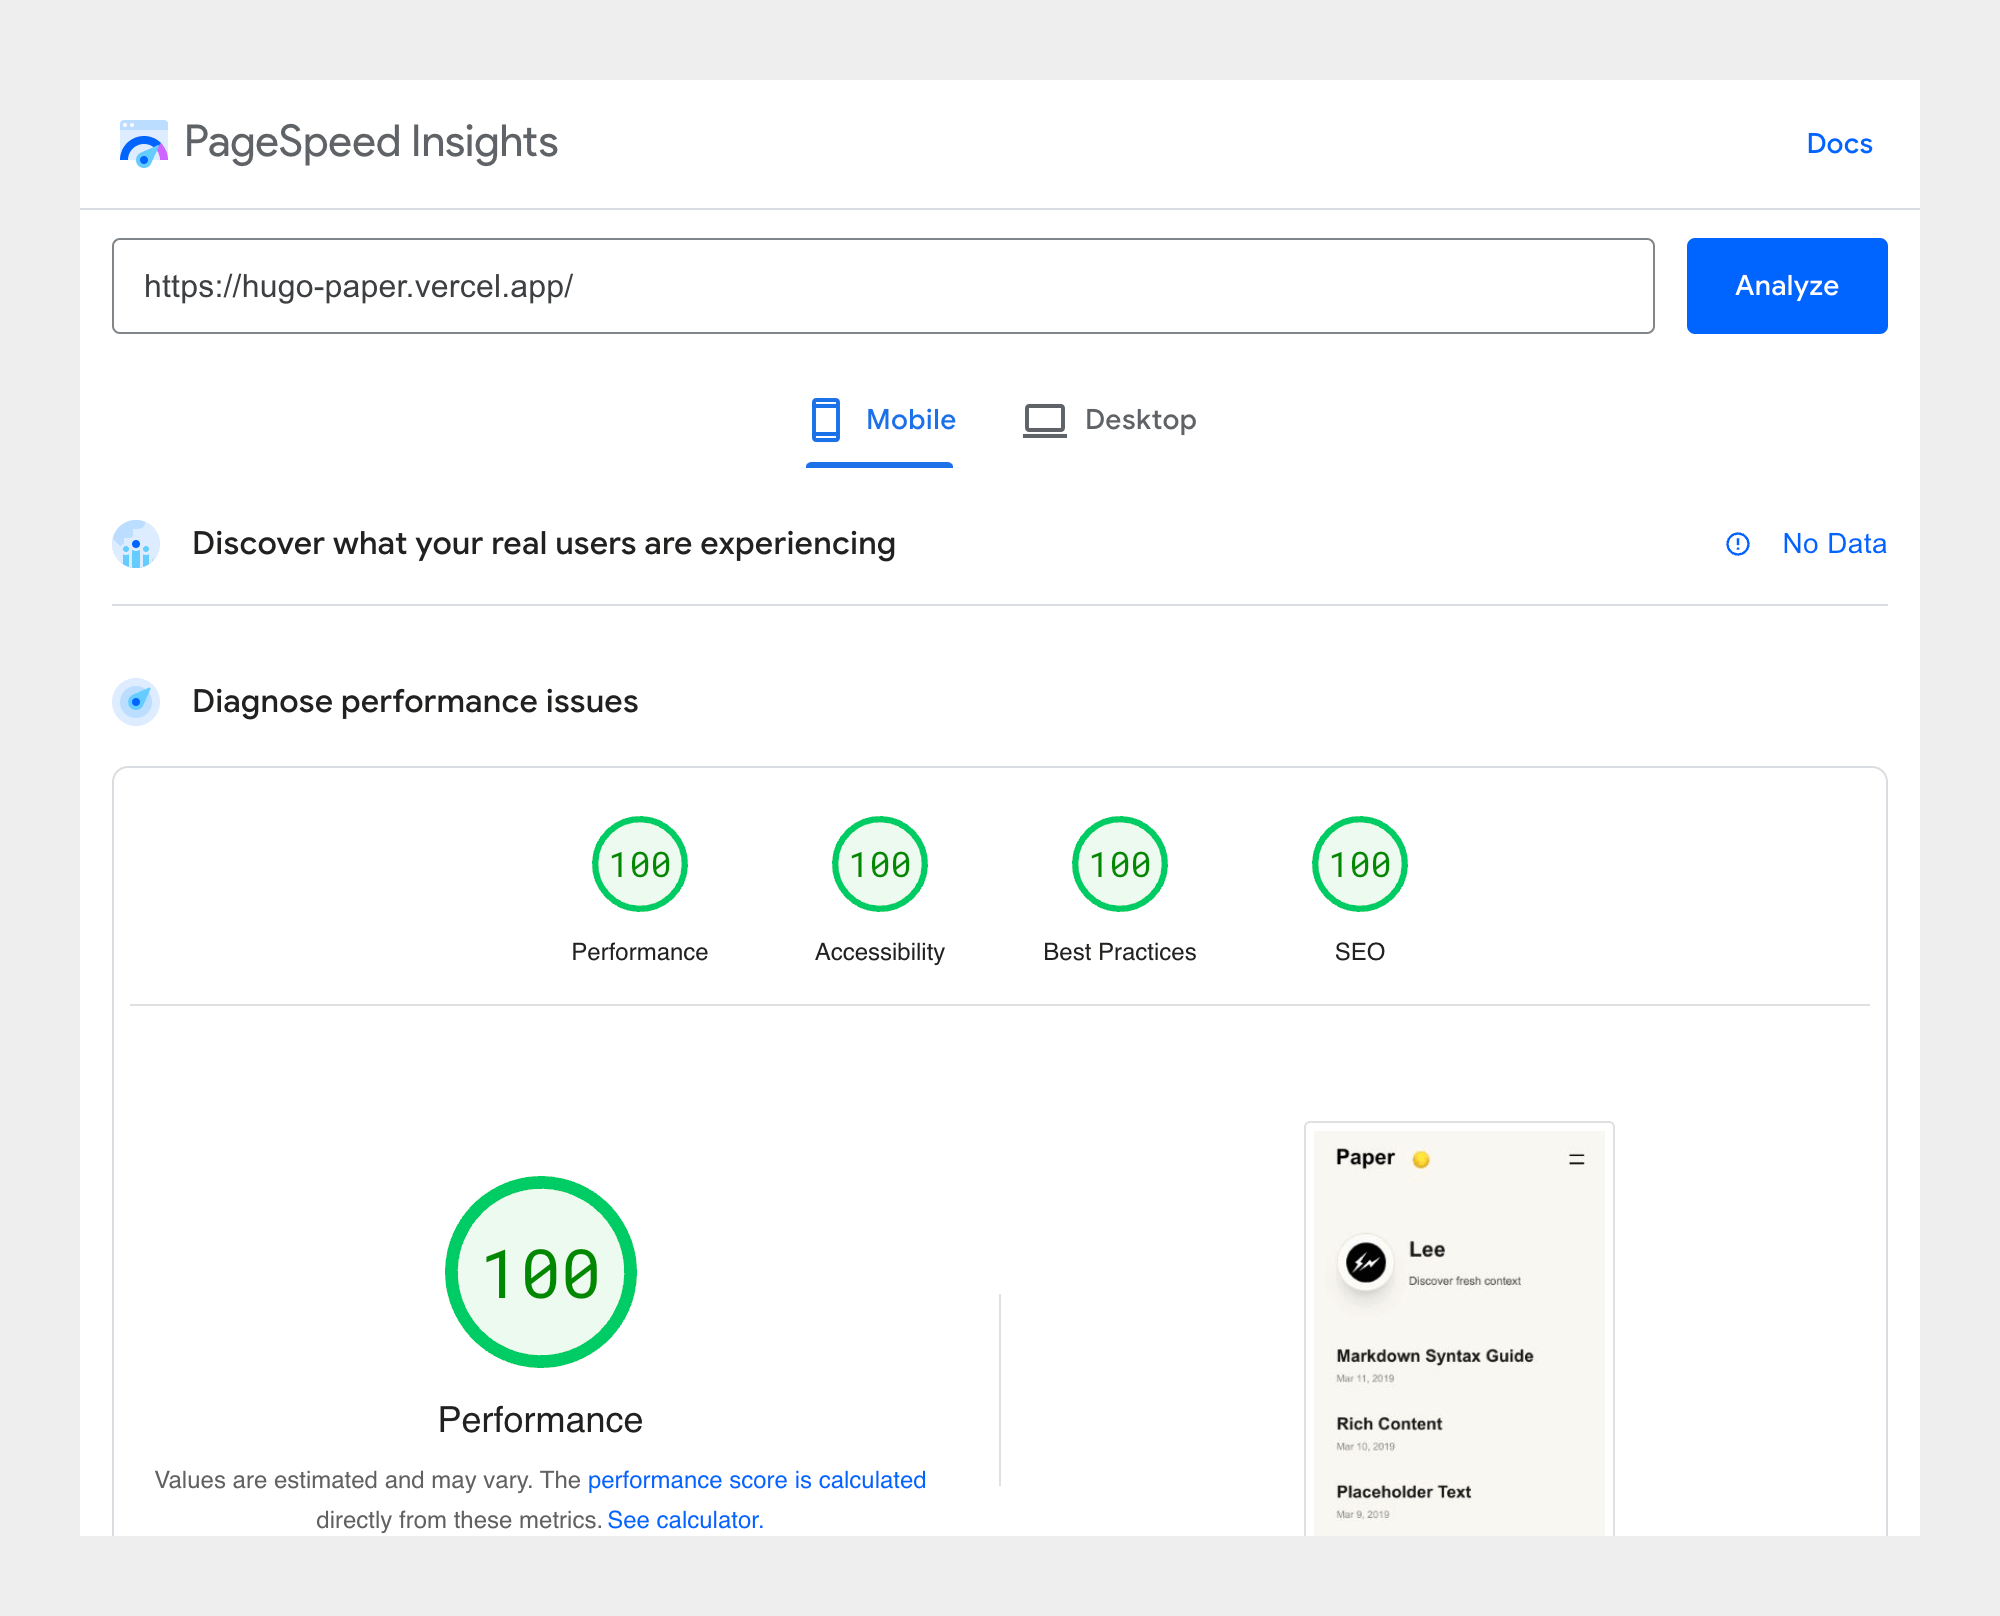 PageSpeed Insights
Docs
https://hugo-paper.vercel.app/
Analyze
Mobile
Desktop
Discover what your real users are experiencing
No Data
Diagnose performance issues
100
100
100
100
Performance
Accessibility
Best Practices
SEO
100
Performance
Values are estimated and may vary. The performance score is calculated
directly from these metrics. See calculator.
Paper
Lee
Discover fresh context
Markdown Syntax Guide
Mar 11, 2019
Rich Content
Mar 10, 2019
Placeholder Text
Mar 9, 2019